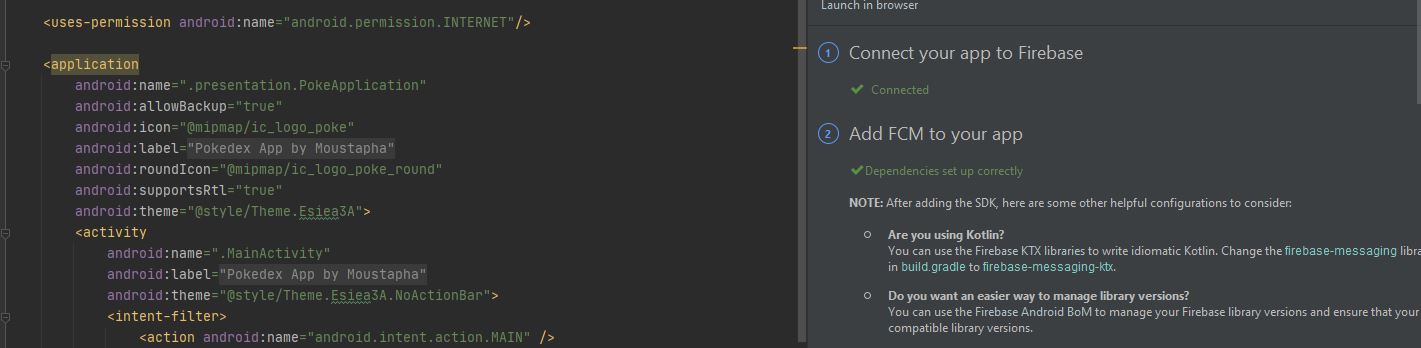 <uses-permission android:name="android.permission.INTERNET"/>
<application
android:name=".presentation.PokeApplication"
android:allowBackup="true"
android:icon="@mipmap/ic_logo_poke"
android:label="Pokedex App by Moustapha"
android:roundIcon="@mipmap/ic_logo_poke_round"
android:supportsRtl="true"
android:theme="@style/Theme.Esiea3A">
<activity
android:name=".MainActivity"
android:label="Pokedex App by Moustapha"
android:theme="@style/Theme.Esiea3A.NoActionBar">
<intent-filter>
<action android:name="android.intent.action.MAIN" />
Launch in browser
1 Connect your app to Firebase
Connected
2 Add FCM to your app
Dependencies set up correctly
NOTE: After adding the SDK, here are some other helpful configurations to consider:
Are you using Kotlin?
You can use the Firebase KTX libraries to write idiomatic Kotlin. Change the firebase-messaging libra
in build.gradle to firebase-messaging-ktx.
Do you want an easier way to manage library versions?
You can use the Firebase Android BoM to manage your Firebase library versions and ensure that your
compatible library versions.